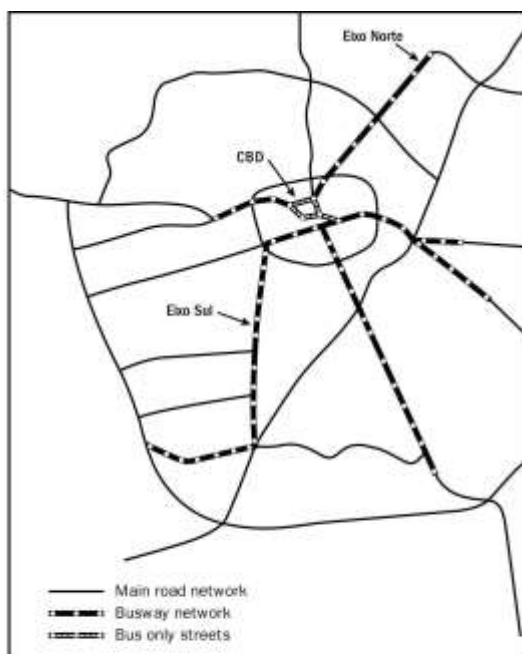 Eixo Norte
CBD
Eixo Sul
Main road network
Busway network
Bus only streets